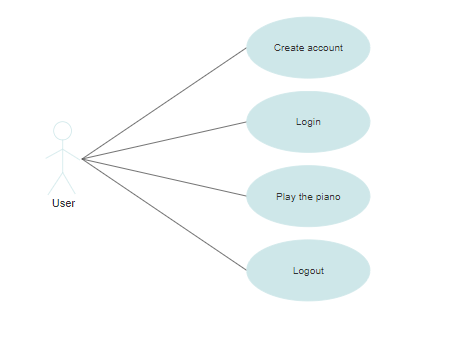 Create account
Login
Play the piano
User
Logout